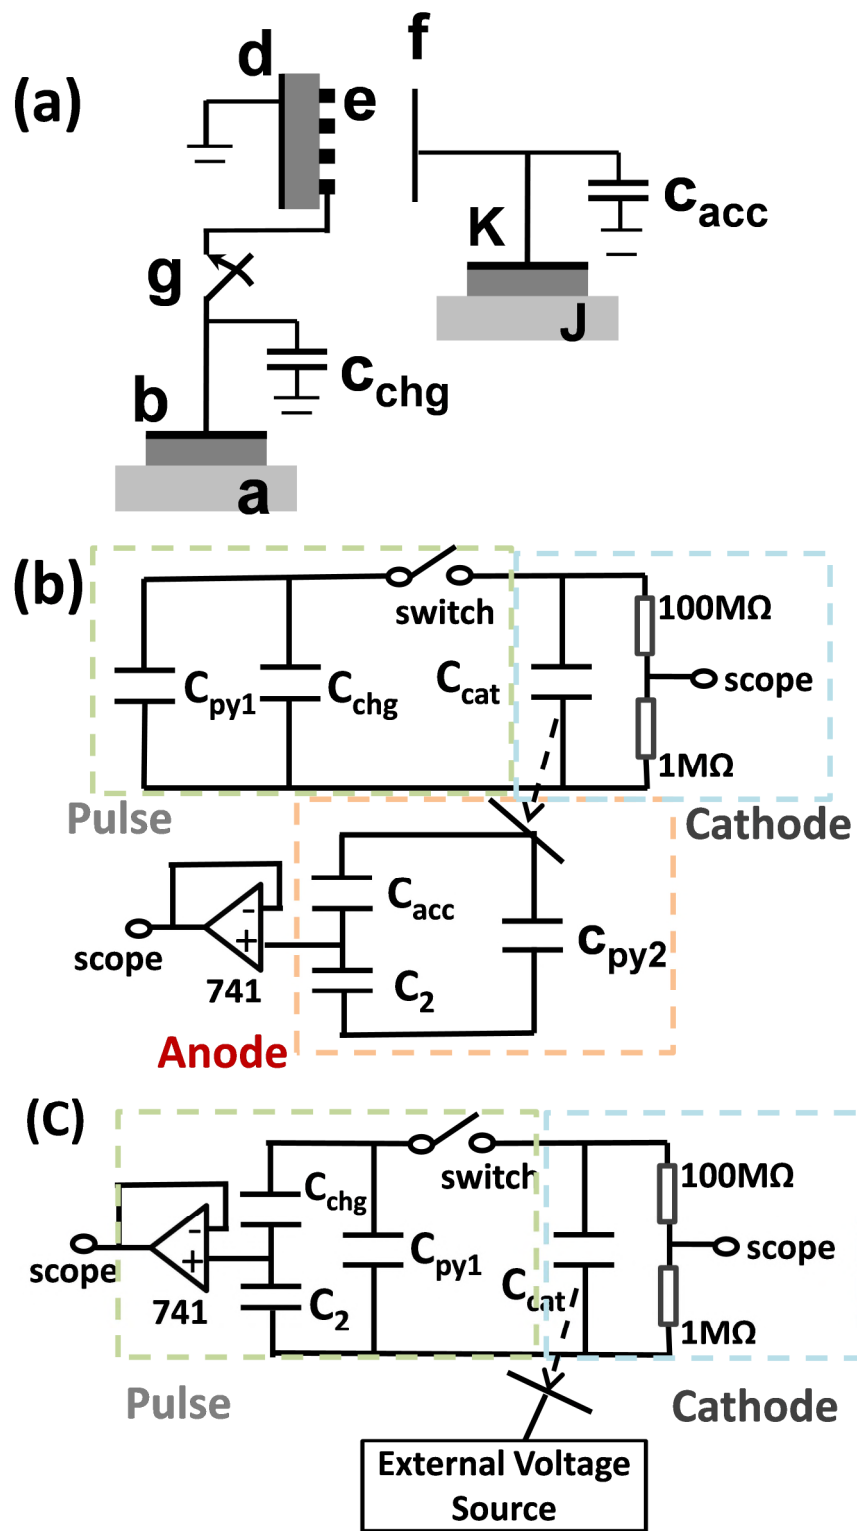 (a)
d
e
f
g
K
c_acc
J
c_chg
b
a
(b)
switch
100MΩ
C_py1
C_chg
C_cat
scope
1MΩ
Pulse
Cathode
C_acc
-
+
scope
741
C_2
c_py2
Anode
(C)
switch
100MΩ
C_chg
-
+
scope
741
C_py1
C_2
C_cat
scope
1MΩ
Pulse
Cathode
External Voltage
Source